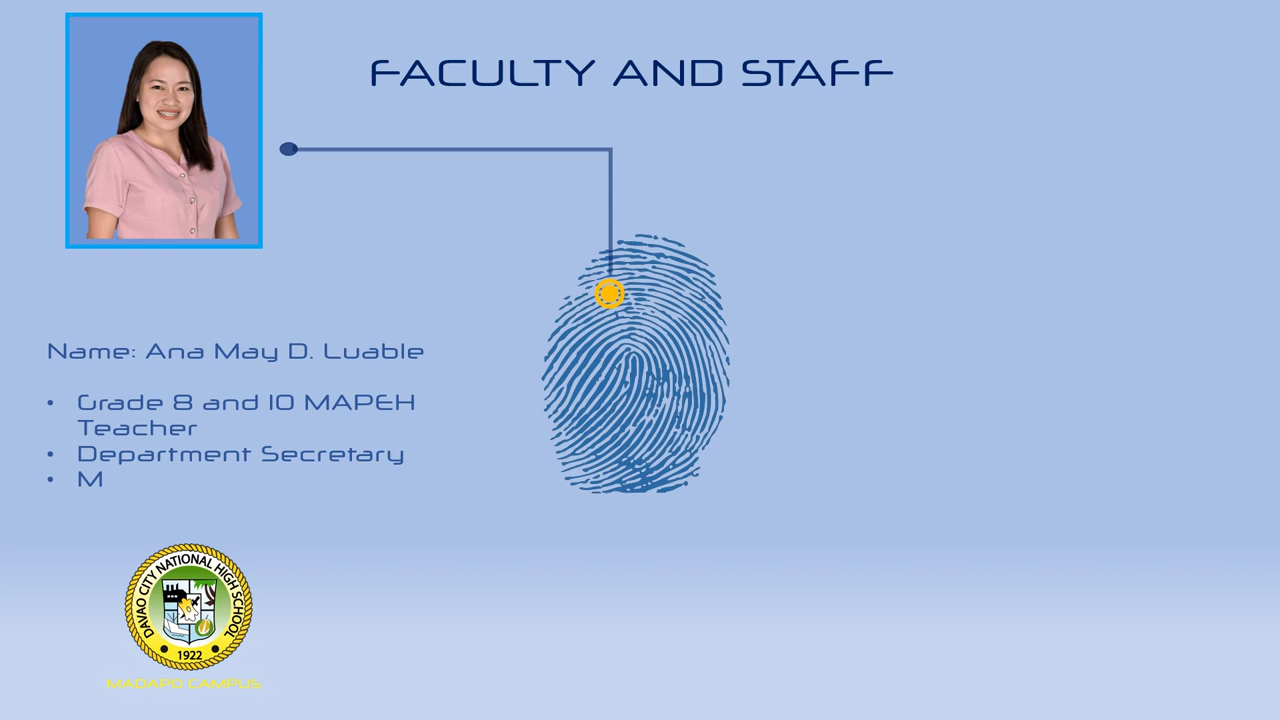 FACULTY AND STAFF
Name: Ana May D. Luable
• Grade 8 and 10 MAPEH
Teacher
• Department Secretary
• M
DAVAO CITY NATIONAL HIGH SCHOOL
1922
MADAPO CAMPUS